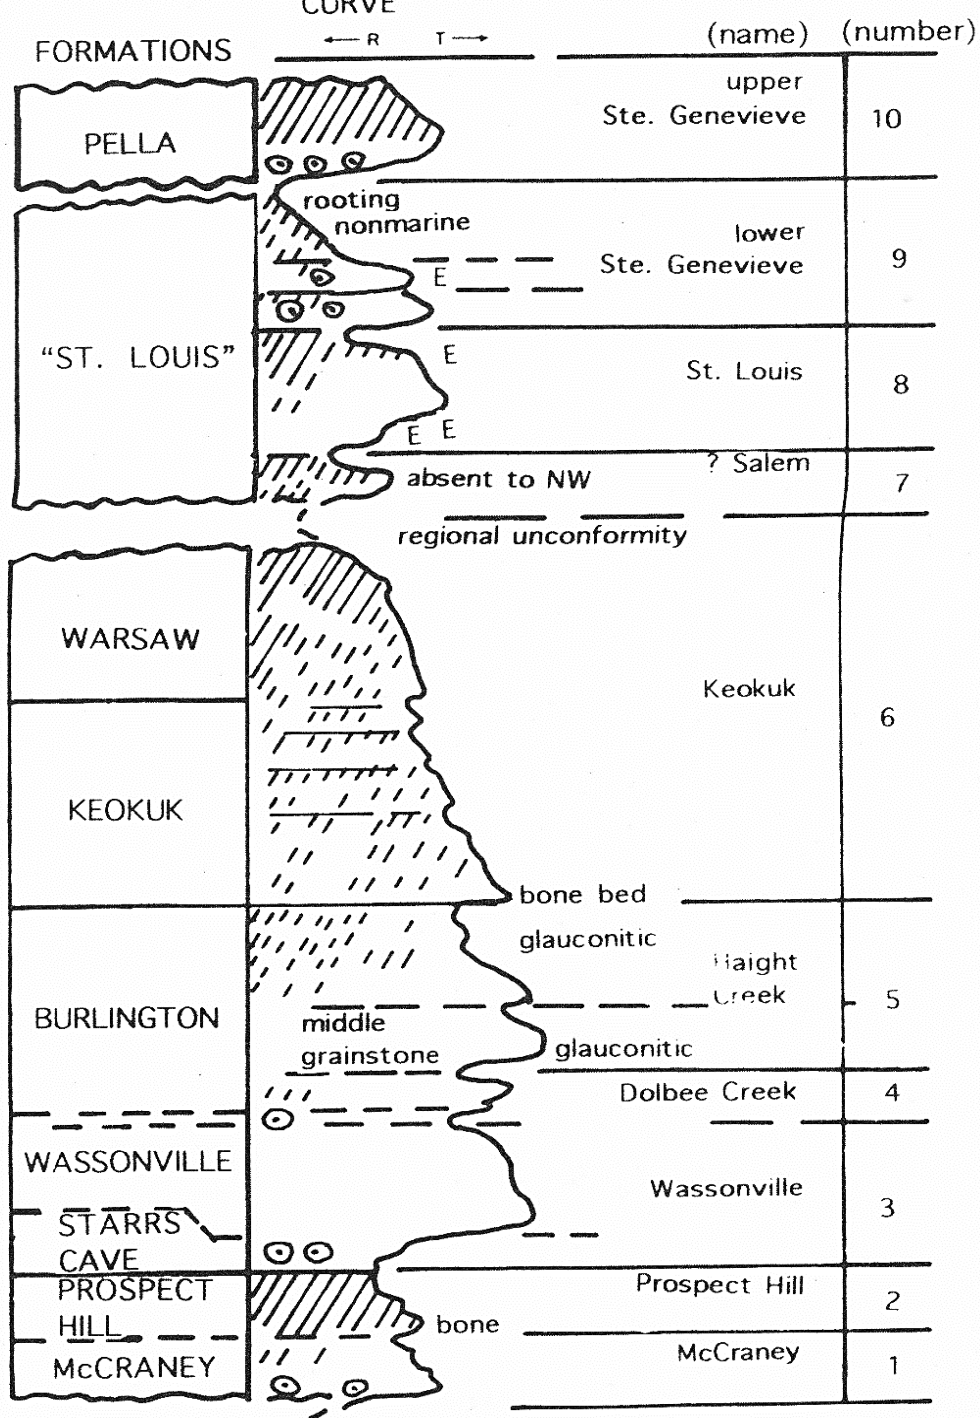 CURVE
FORMATIONS
← R T →
(name) (number)
PELLA
upper
Ste. Genevieve
10
rooting
nonmarine
lower
Ste. Genevieve
9
E
"ST. LOUIS"
E
St. Louis
8
E E
? Salem
absent to NW
7
regional unconformity
WARSAW
Keokuk
6
KEOKUK
bone bed
glauconitic
Haight
Creek
5
BURLINGTON
middle
grainstone
glauconitic
Dolbee Creek
4
WASSONVILLE
Wassonville
3
STARRS
CAVE
PROSPECT
HILL
Prospect Hill
2
bone
McCRANEY
McCraney
1